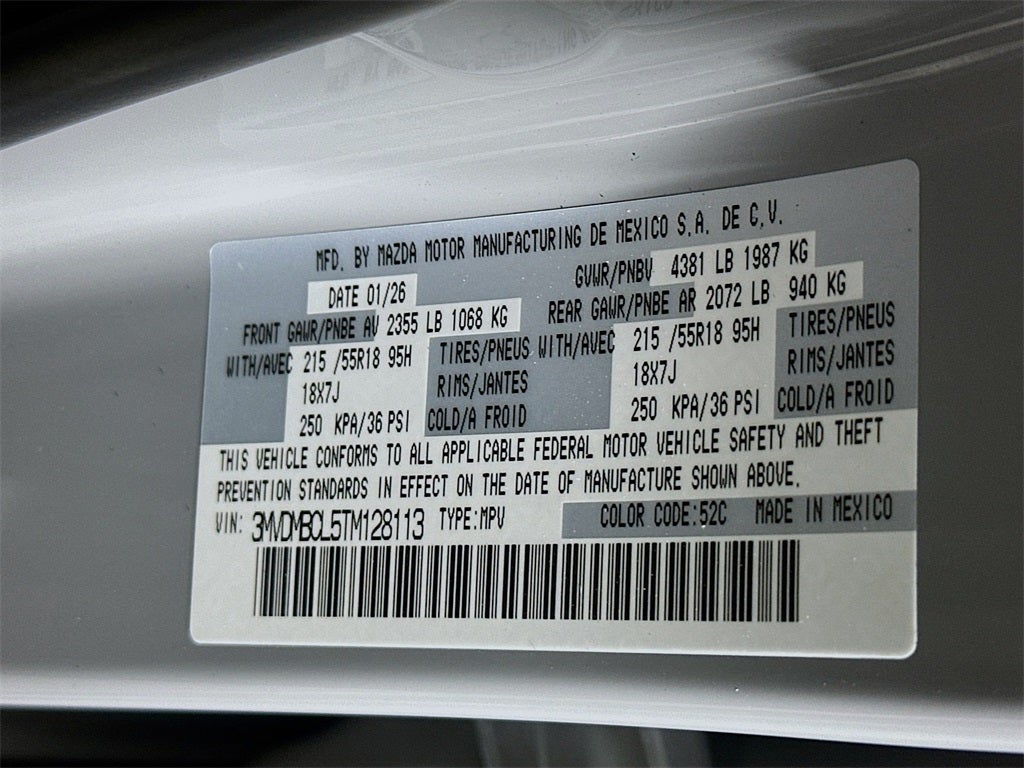 MFD. BY MAZDA MOTOR MANUFACTURING DE MEXICO S.A. DE C.V.
DATE 01/26 GVWR/PNBV 4381 LB 1987 KG
FRONT GAWR/PNBE AV 2355 LB 1068 KG REAR GAWR/PNBE AR 2072 LB 940 KG
WITH/AVEC 215 /55R18 95H TIRES/PNEUS WITH/AVEC 215 /55R18 95H TIRES/PNEUS
18X7J RIMS/JANTES 18X7J RIMS/JANTES
250 KPA/36 PSI COLD/A FROID 250 KPA/36 PSI COLD/A FROID
THIS VEHICLE CONFORMS TO ALL APPLICABLE FEDERAL MOTOR VEHICLE SAFETY AND THEFT
PREVENTION STANDARDS IN EFFECT ON THE DATE OF MANUFACTURE SHOWN ABOVE.
VIN: 3MVDMBCL5TM128113 TYPE:MPV COLOR CODE:52C MADE IN MEXICO